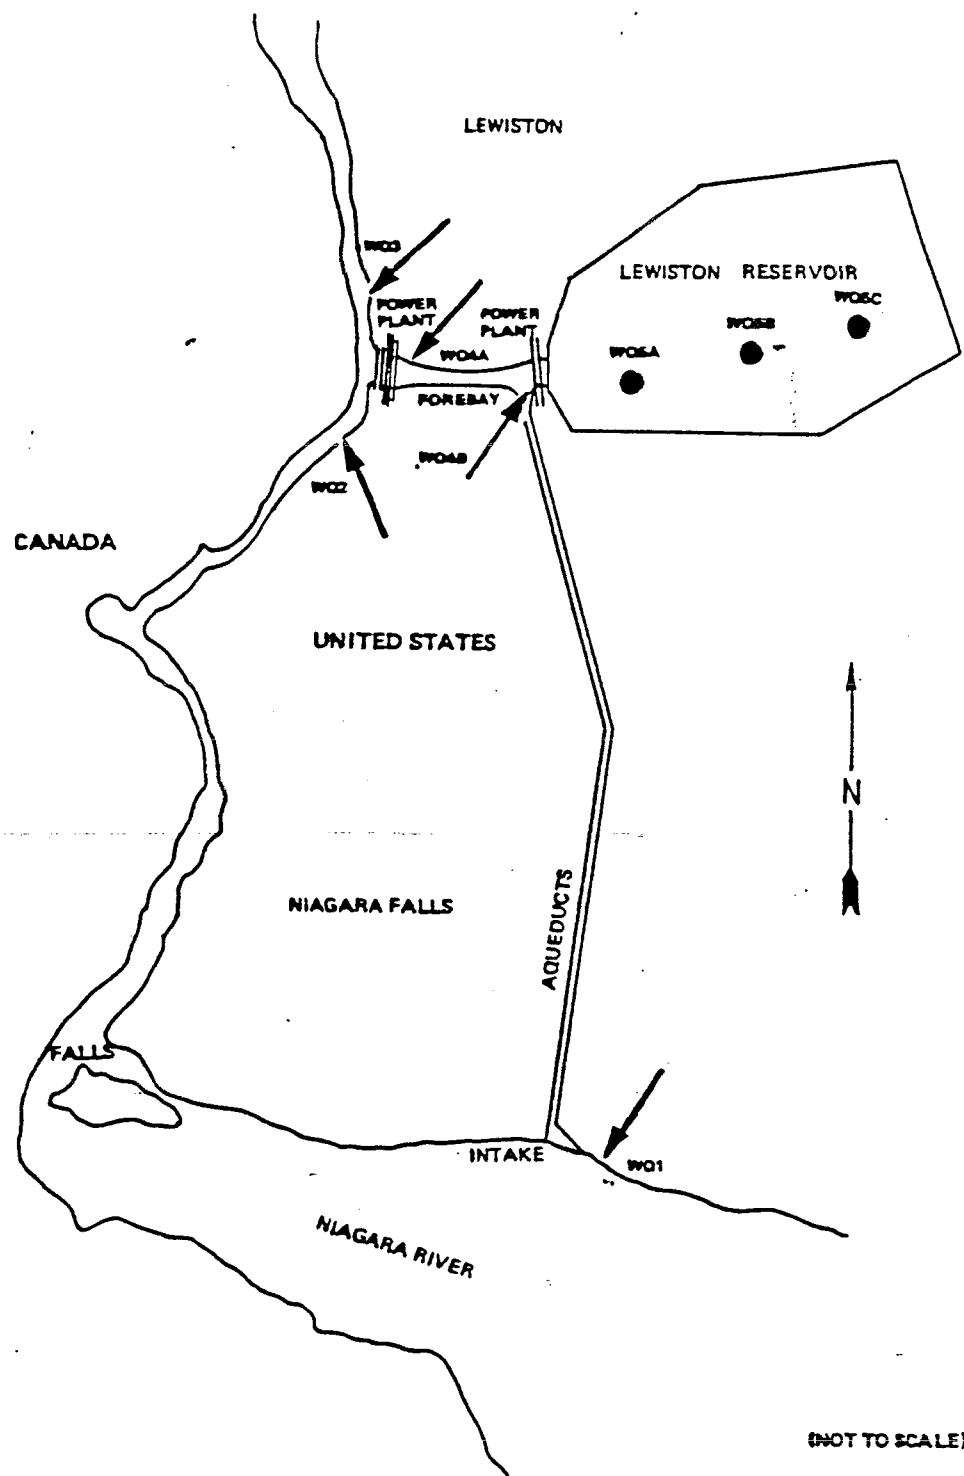 LEWISTON
WQ3
LEWISTON RESERVOIR
WQ5C
POWER
PLANT
POWER
PLANT
WQ5B
WQ4A
WQ5A
FOREBAY
WQ4B
WQ2
CANADA
UNITED STATES
N
NIAGARA FALLS
AQUEDUCTS
FALLS
INTAKE
WQ1
NIAGARA RIVER
(NOT TO SCALE)